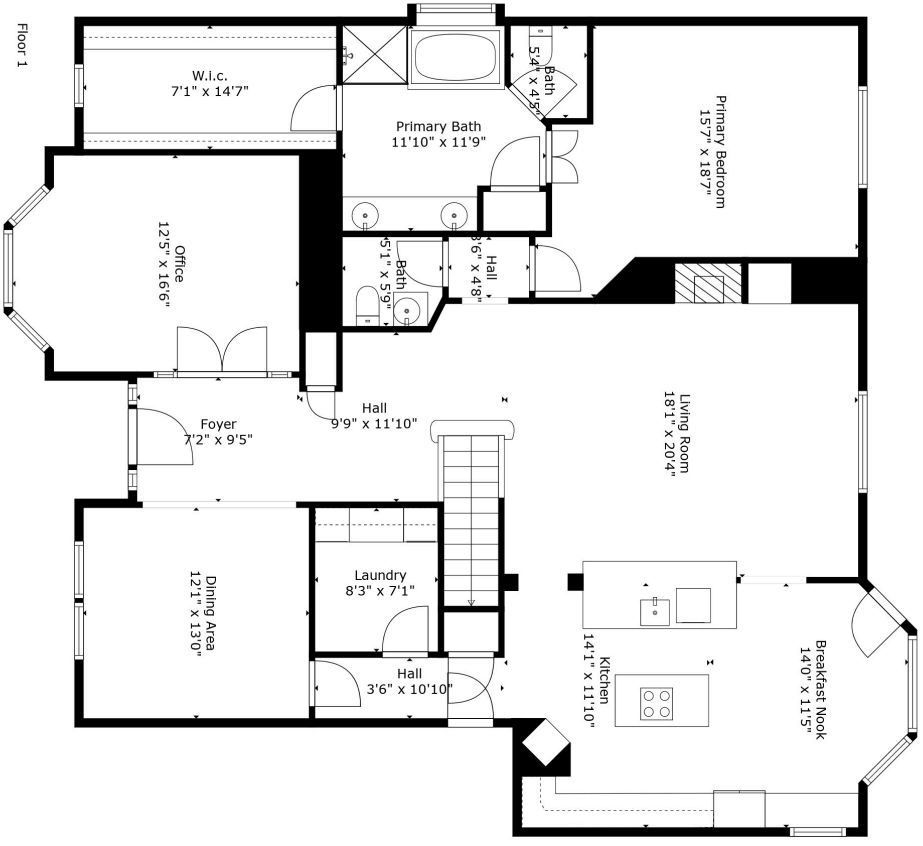 Floor 1
W.i.c.
7'1" x 14'7"
Primary Bath
11'10" x 11'9"
Bath
5'4" x 4'5"
Primary Bedroom
15'7" x 18'7"
Office
12'5" x 16'6"
Bath
5'1" x 5'9"
Hall
3'6" x 4'8"
Foyer
7'2" x 9'5"
Hall
9'9" x 11'10"
Living Room
18'1" x 20'4"
Dining Area
12'1" x 13'0"
Laundry
8'3" x 7'1"
Hall
3'6" x 10'10"
Kitchen
14'1" x 11'10"
Breakfast Nook
14'0" x 11'5"